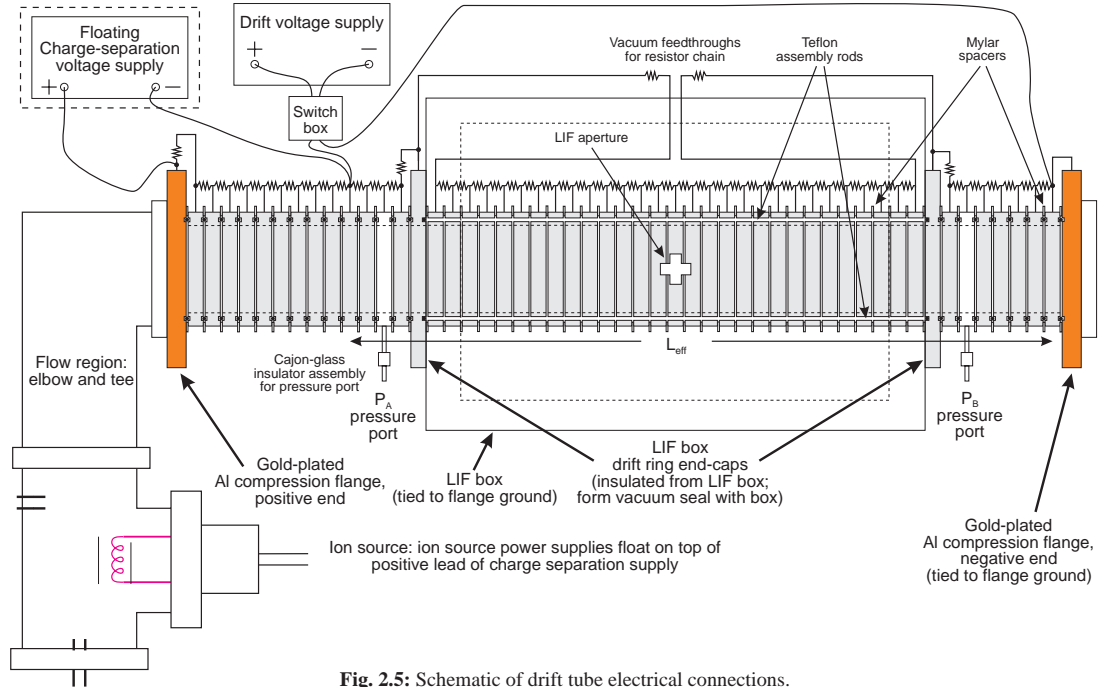 Floating
Charge-separation
voltage supply
+ −
Drift voltage supply
+ −
Switch
box
Vacuum feedthroughs
for resistor chain
Teflon
assembly rods
Mylar
spacers
LIF aperture
L_eff
Flow region:
elbow and tee
Cajon-glass
insulator assembly
for pressure port
P_A
pressure
port
P_B
pressure
port
Gold-plated
Al compression flange,
positive end
LIF box
(tied to flange ground)
LIF box
drift ring end-caps
(insulated from LIF box;
form vacuum seal with box)
Gold-plated
Al compression flange,
negative end
(tied to flange ground)
Ion source: ion source power supplies float on top of
positive lead of charge separation supply
Fig. 2.5: Schematic of drift tube electrical connections.